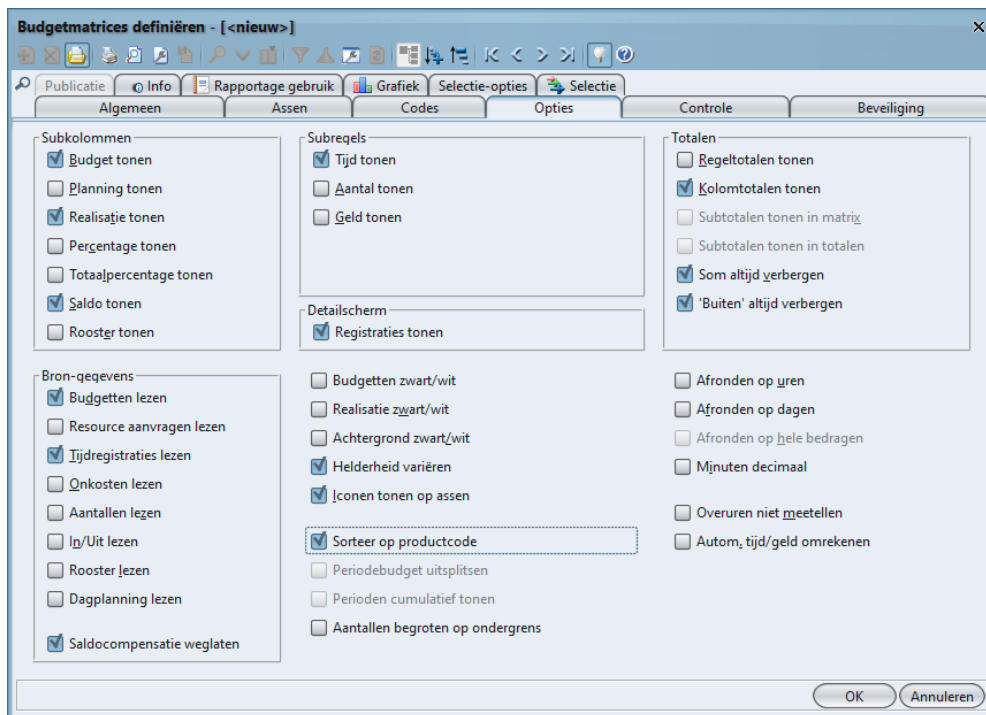 Budgetmatrices definiëren - [<nieuw>]
Publicatie Info Rapportage gebruik Grafiek Selectie-opties Selectie
Algemeen Assen Codes Opties Controle Beveiliging
Subkolommen
Budget tonen
Planning tonen
Realisatie tonen
Percentage tonen
Totaalpercentage tonen
Saldo tonen
Rooster tonen
Subregels
Tijd tonen
Aantal tonen
Geld tonen
Detailscherm
Registraties tonen
Totalen
Regeltotalen tonen
Kolomtotalen tonen
Subtotalen tonen in matrix
Subtotalen tonen in totalen
Som altijd verbergen
'Buiten' altijd verbergen
Bron-gegevens
Budgetten lezen
Resource aanvragen lezen
Tijdregistraties lezen
Onkosten lezen
Aantallen lezen
In/Uit lezen
Rooster lezen
Dagplanning lezen
Saldocompensatie weglaten
Budgetten zwart/wit
Realisatie zwart/wit
Achtergrond zwart/wit
Helderheid variëren
Iconen tonen op assen
Sorteer op productcode
Periodebudget uitsplitsen
Perioden cumulatief tonen
Aantallen begroten op ondergrens
Afronden op uren
Afronden op dagen
Afronden op hele bedragen
Minuten decimaal
Overuren niet meetellen
Autom. tijd/geld omrekenen
OK Annuleren